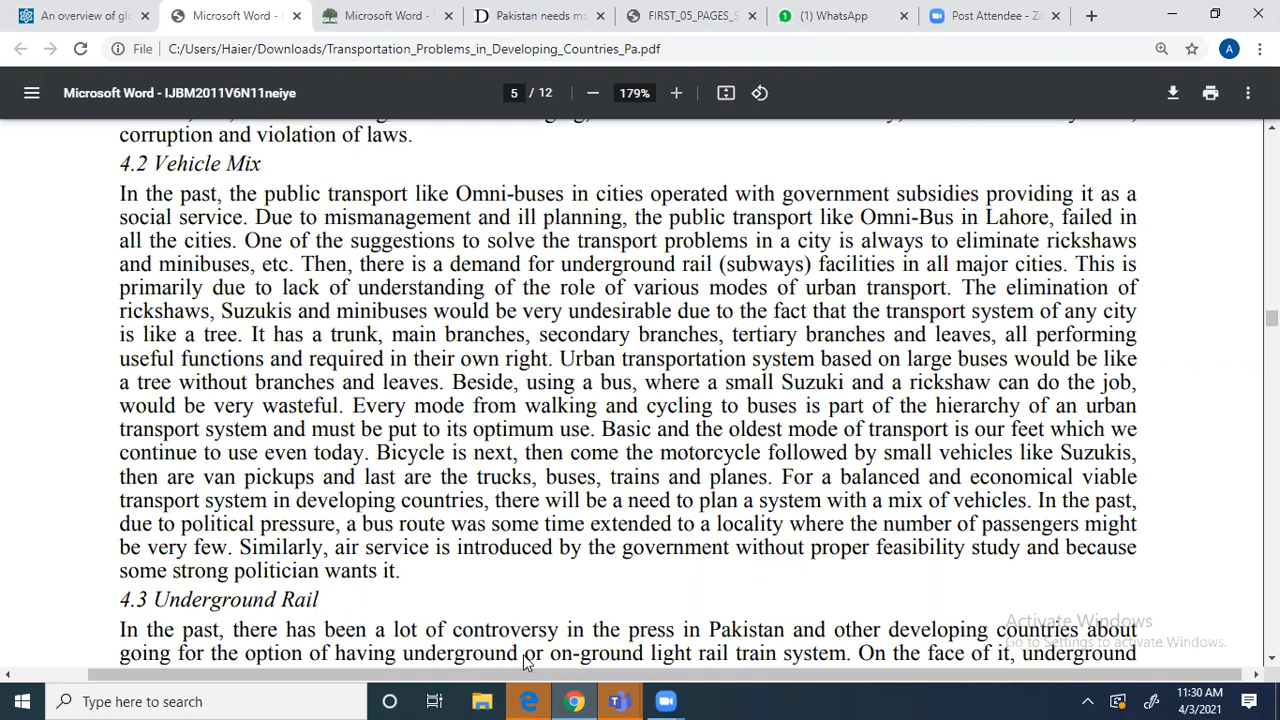 An overview of glo
Microsoft Word -
Microsoft Word -
Pakistan needs mo
FIRST_05_PAGES_S
(1) WhatsApp
Post Attendee - Zo
File C:/Users/Haier/Downloads/Transportation_Problems_in_Developing_Countries_Pa.pdf
A
Microsoft Word - IJBM2011V6N11neiye
5 / 12
179%
corruption and violation of laws.
4.2 Vehicle Mix
In the past, the public transport like Omni-buses in cities operated with government subsidies providing it as a
social service. Due to mismanagement and ill planning, the public transport like Omni-Bus in Lahore, failed in
all the cities. One of the suggestions to solve the transport problems in a city is always to eliminate rickshaws
and minibuses, etc. Then, there is a demand for underground rail (subways) facilities in all major cities. This is
primarily due to lack of understanding of the role of various modes of urban transport. The elimination of
rickshaws, Suzukis and minibuses would be very undesirable due to the fact that the transport system of any city
is like a tree. It has a trunk, main branches, secondary branches, tertiary branches and leaves, all performing
useful functions and required in their own right. Urban transportation system based on large buses would be like
a tree without branches and leaves. Beside, using a bus, where a small Suzuki and a rickshaw can do the job,
would be very wasteful. Every mode from walking and cycling to buses is part of the hierarchy of an urban
transport system and must be put to its optimum use. Basic and the oldest mode of transport is our feet which we
continue to use even today. Bicycle is next, then come the motorcycle followed by small vehicles like Suzukis,
then are van pickups and last are the trucks, buses, trains and planes. For a balanced and economical viable
transport system in developing countries, there will be a need to plan a system with a mix of vehicles. In the past,
due to political pressure, a bus route was some time extended to a locality where the number of passengers might
be very few. Similarly, air service is introduced by the government without proper feasibility study and because
some strong politician wants it.
4.3 Underground Rail
In the past, there has been a lot of controversy in the press in Pakistan and other developing countries about
going for the option of having underground or on-ground light rail train system. On the face of it, underground
Activate Windows
Go to Settings to activate Windows.
Type here to search
11:30 AM
4/3/2021